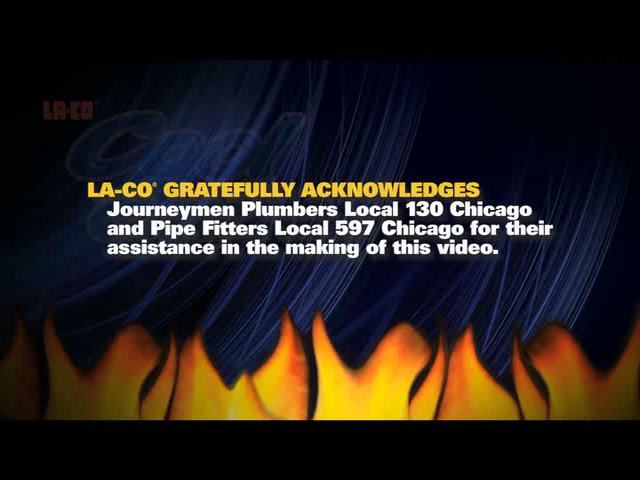 LA-CO
Cool
LA-CO® GRATEFULLY ACKNOWLEDGES
Journeymen Plumbers Local 130 Chicago
and Pipe Fitters Local 597 Chicago for their
assistance in the making of this video.